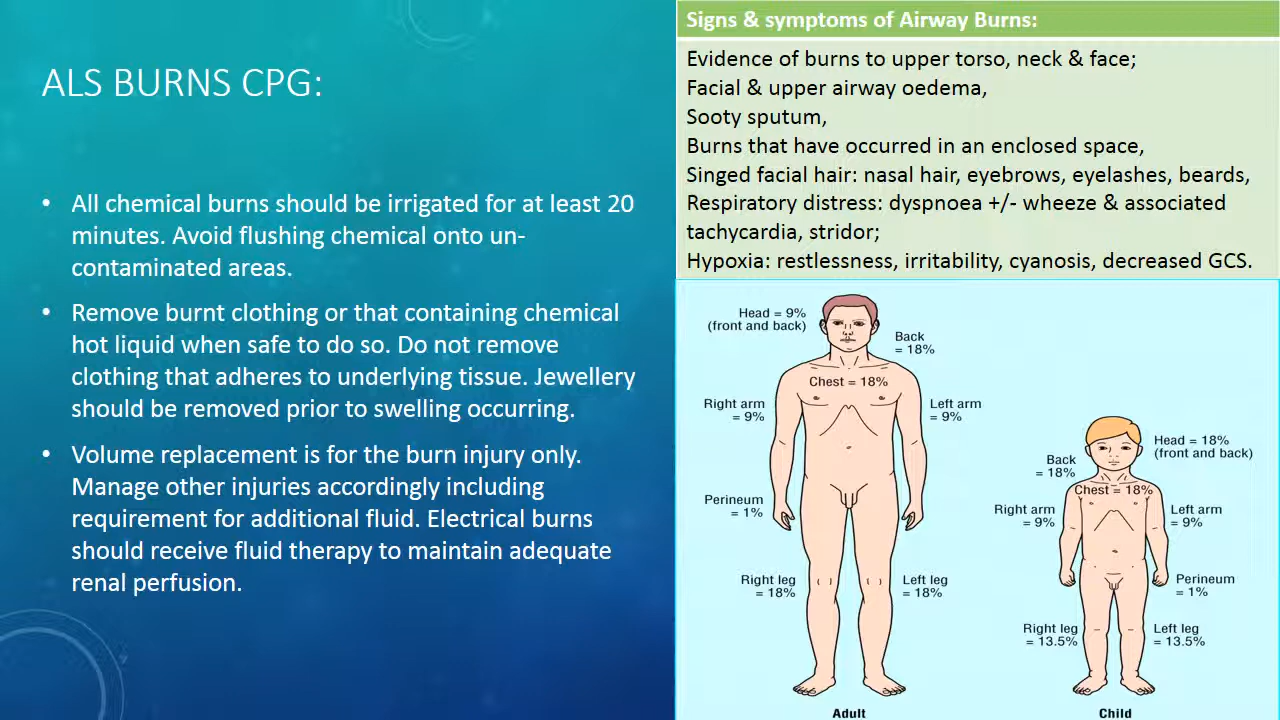 ALS BURNS CPG:
• All chemical burns should be irrigated for at least 20
minutes. Avoid flushing chemical onto un-
contaminated areas.
• Remove burnt clothing or that containing chemical
hot liquid when safe to do so. Do not remove
clothing that adheres to underlying tissue. Jewellery
should be removed prior to swelling occurring.
• Volume replacement is for the burn injury only.
Manage other injuries accordingly including
requirement for additional fluid. Electrical burns
should receive fluid therapy to maintain adequate
renal perfusion.
Signs & symptoms of Airway Burns:
Evidence of burns to upper torso, neck & face;
Facial & upper airway oedema,
Sooty sputum,
Burns that have occurred in an enclosed space,
Singed facial hair: nasal hair, eyebrows, eyelashes, beards,
Respiratory distress: dyspnoea +/- wheeze & associated
tachycardia, stridor;
Hypoxia: restlessness, irritability, cyanosis, decreased GCS.
Head = 9%
(front and back)
Back
= 18%
Chest = 18%
Right arm
= 9%
Left arm
= 9%
Perineum
= 1%
Right leg
= 18%
Left leg
= 18%
Adult
Head = 18%
(front and back)
Back
= 18%
Chest = 18%
Right arm
= 9%
Left arm
= 9%
Perineum
= 1%
Right leg
= 13.5%
Left leg
= 13.5%
Child